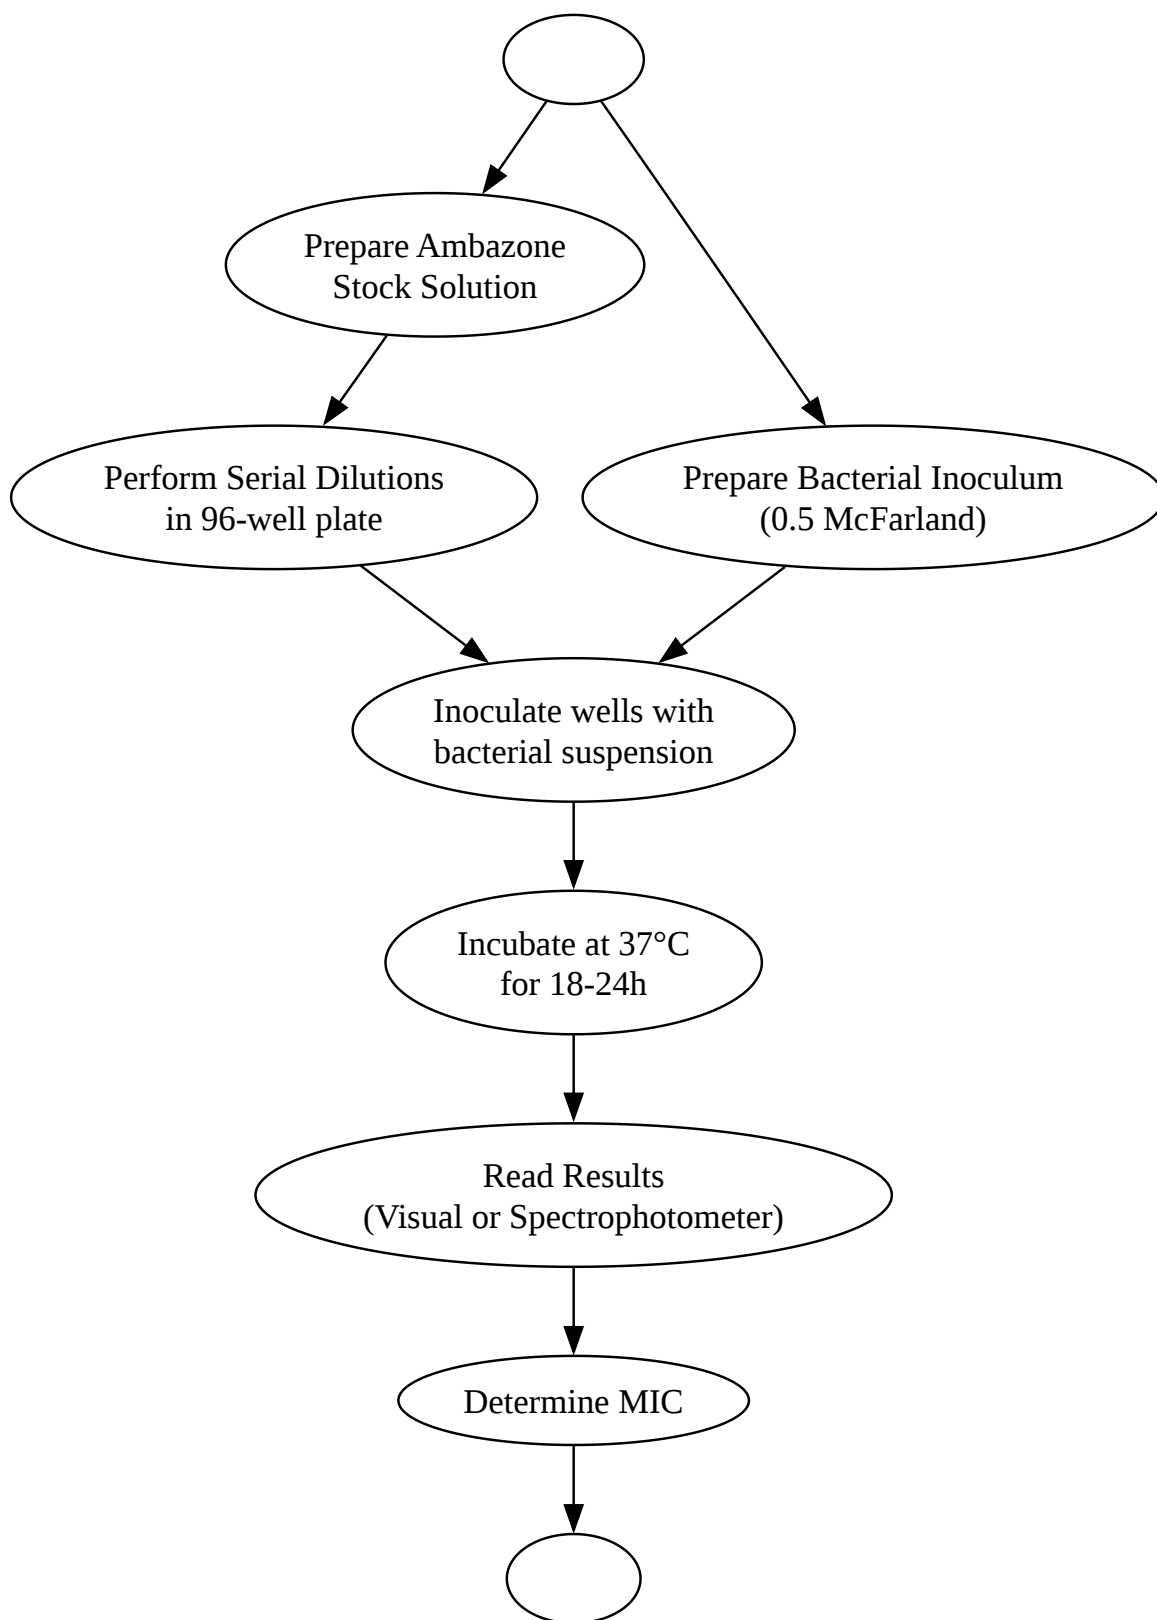 Prepare Ambazone
Stock Solution
Perform Serial Dilutions
in 96-well plate
Prepare Bacterial Inoculum
(0.5 McFarland)
Inoculate wells with
bacterial suspension
Incubate at 37°C
for 18-24h
Read Results
(Visual or Spectrophotometer)
Determine MIC